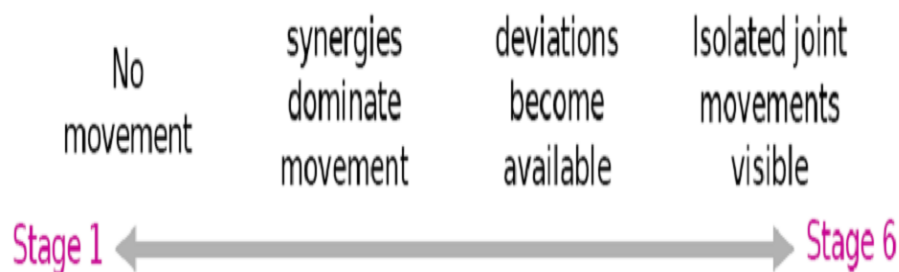 No
movement
synergies
dominate
movement
deviations
become
available
Isolated joint
movements
visible
Stage 1
Stage 6